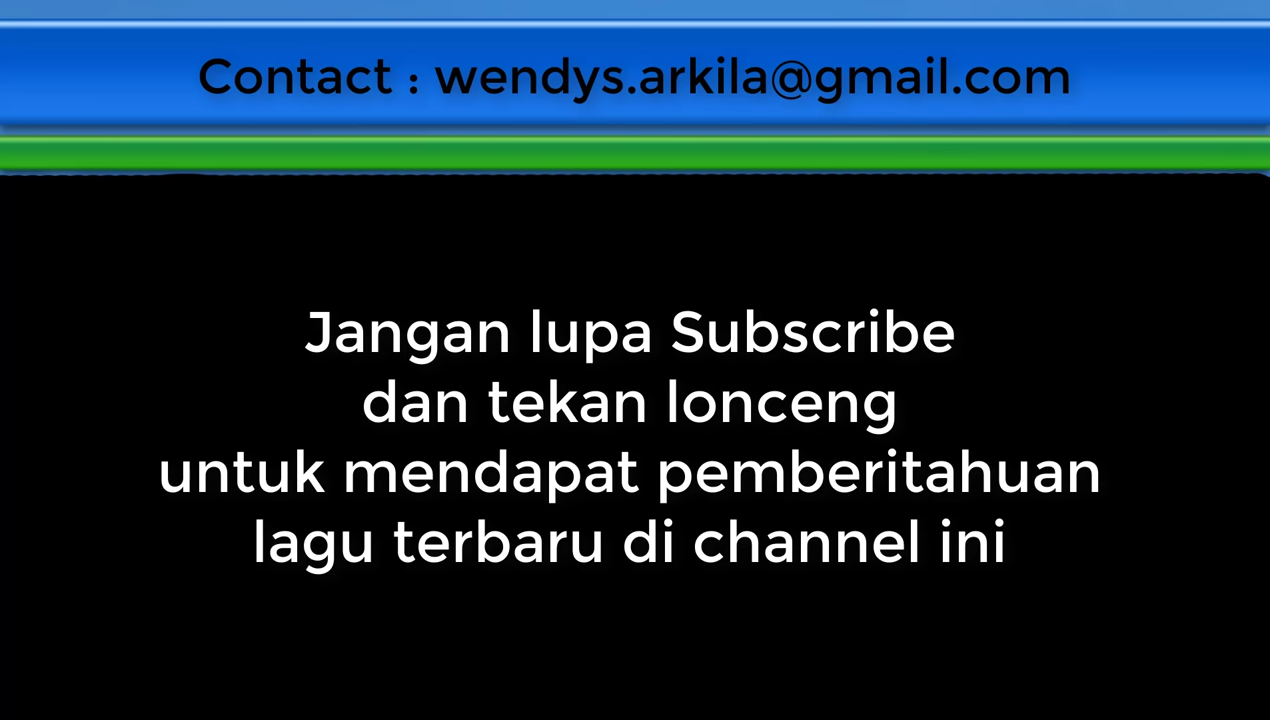 Contact : wendys.arkila@gmail.com
Jangan lupa Subscribe
dan tekan lonceng
untuk mendapat pemberitahuan
lagu terbaru di channel ini